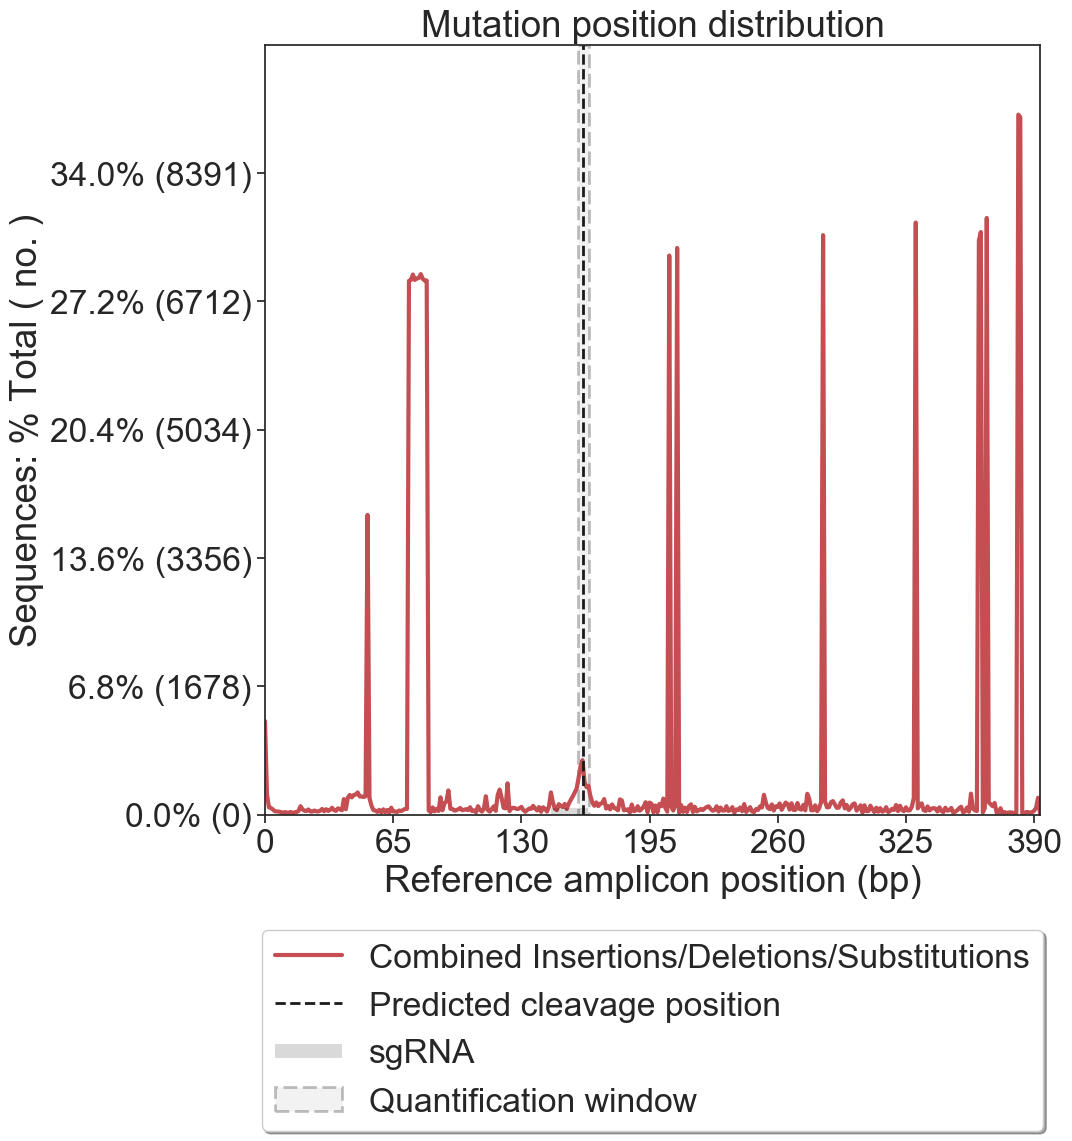 Mutation position distribution
Sequences: % Total ( no. )
34.0% (8391)
27.2% (6712)
20.4% (5034)
13.6% (3356)
6.8% (1678)
0.0% (0)
0 65 130 195 260 325 390
Reference amplicon position (bp)
Combined Insertions/Deletions/Substitutions
Predicted cleavage position
sgRNA
Quantification window